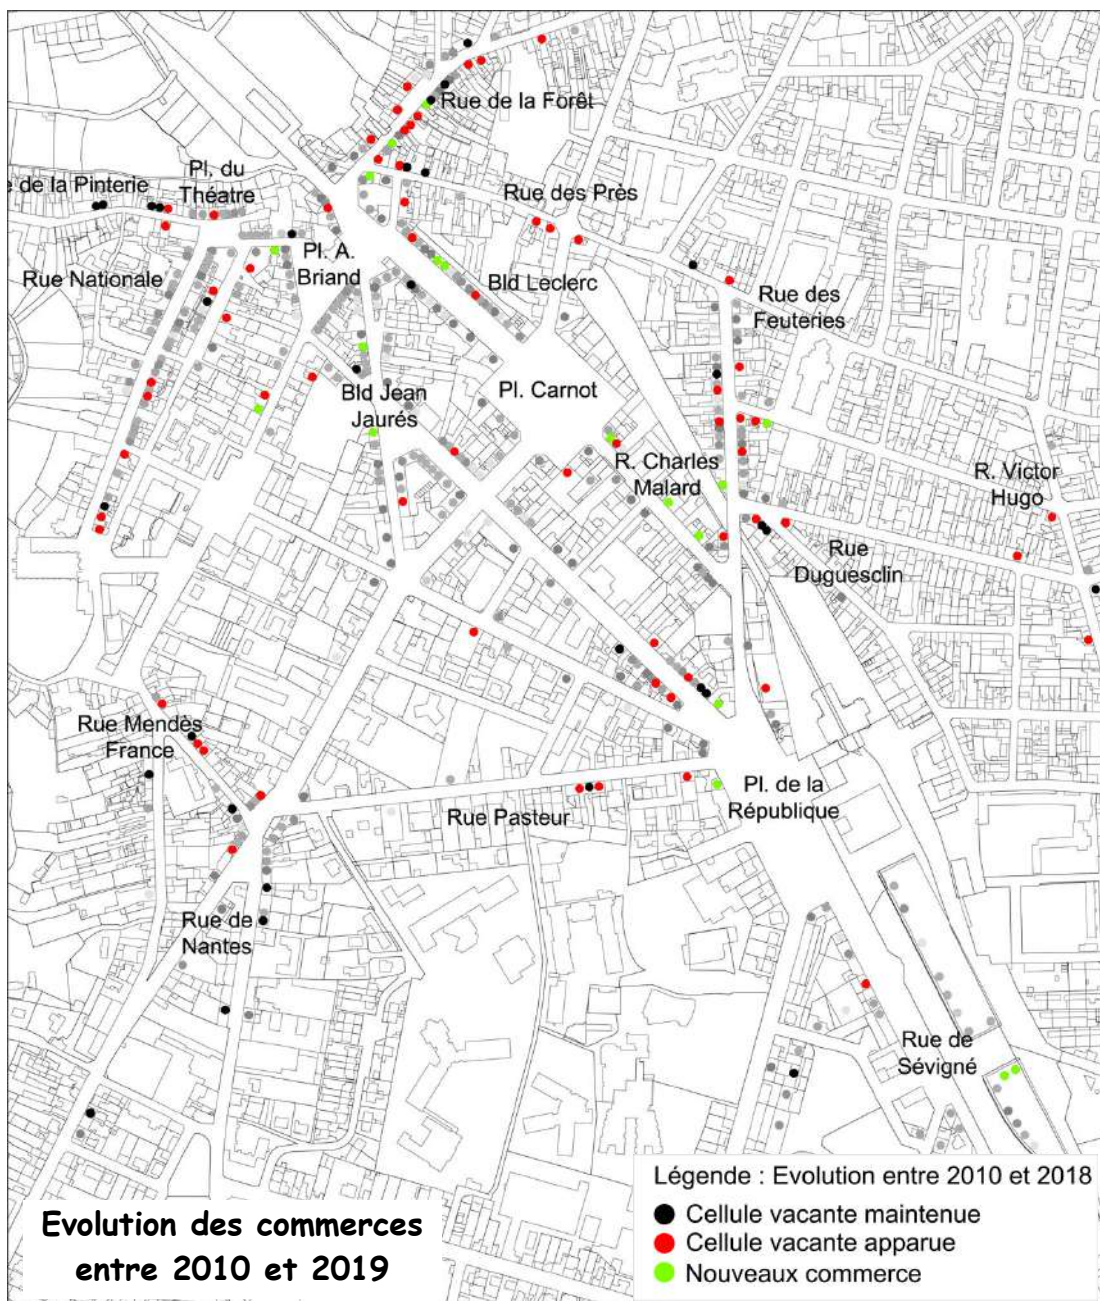 Rue de la Forêt
Pl. du
Théatre
e de la Pinterie
Rue des Près
Pl. A.
Briand
Rue Nationale
Bld Leclerc
Rue des
Feuteries
Pl. Carnot
Bld Jean
Jaurés
R. Charles
Malard
R. Victor
Hugo
Rue
Duguesclin
Rue Mendès
France
Pl. de la
République
Rue Pasteur
Rue de
Nantes
Rue de
Sévigné
Légende : Evolution entre 2010 et 2018
Cellule vacante maintenue
Cellule vacante apparue
Nouveaux commerce
Evolution des commerces
entre 2010 et 2019